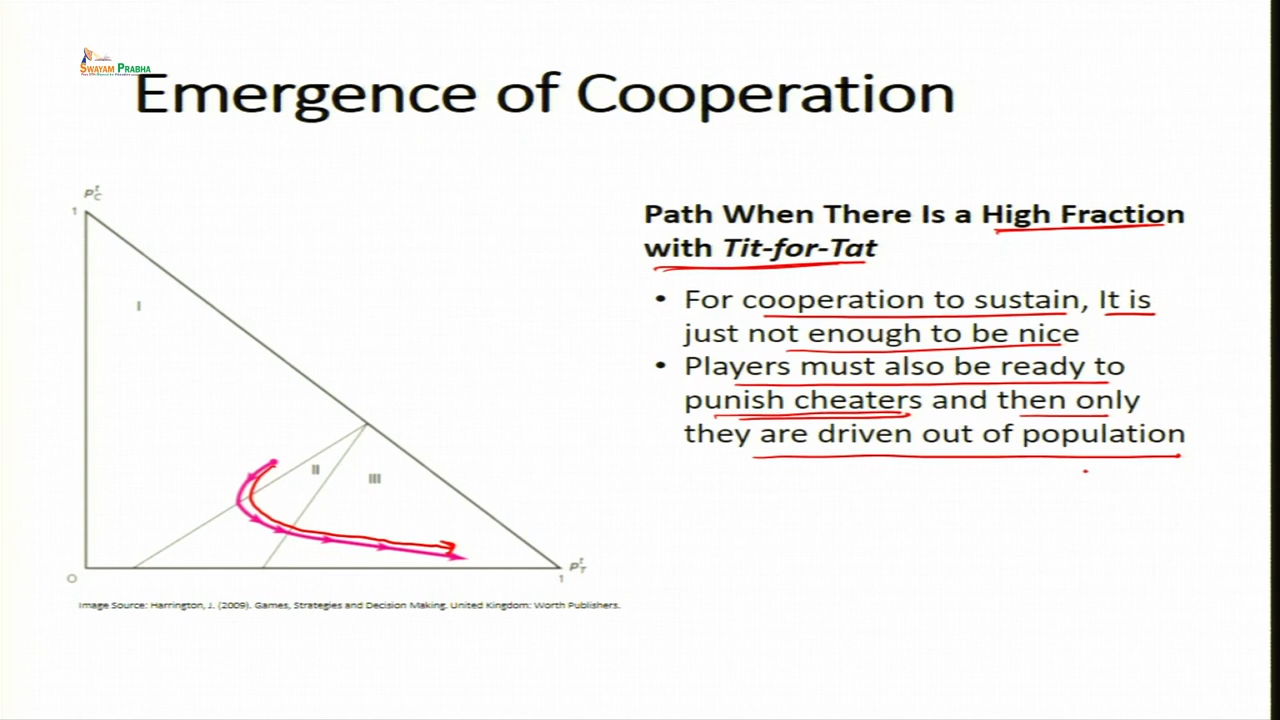 SWAYAM PRABHA
Emergence of Cooperation
p_C^t
1
I
II
III
O
1
p_T^t
Image Source: Harrington, J. (2009). Games, Strategies and Decision Making. United Kingdom: Worth Publishers.
Path When There Is a High Fraction
with Tit-for-Tat
• For cooperation to sustain, It is
just not enough to be nice
• Players must also be ready to
punish cheaters and then only
they are driven out of population